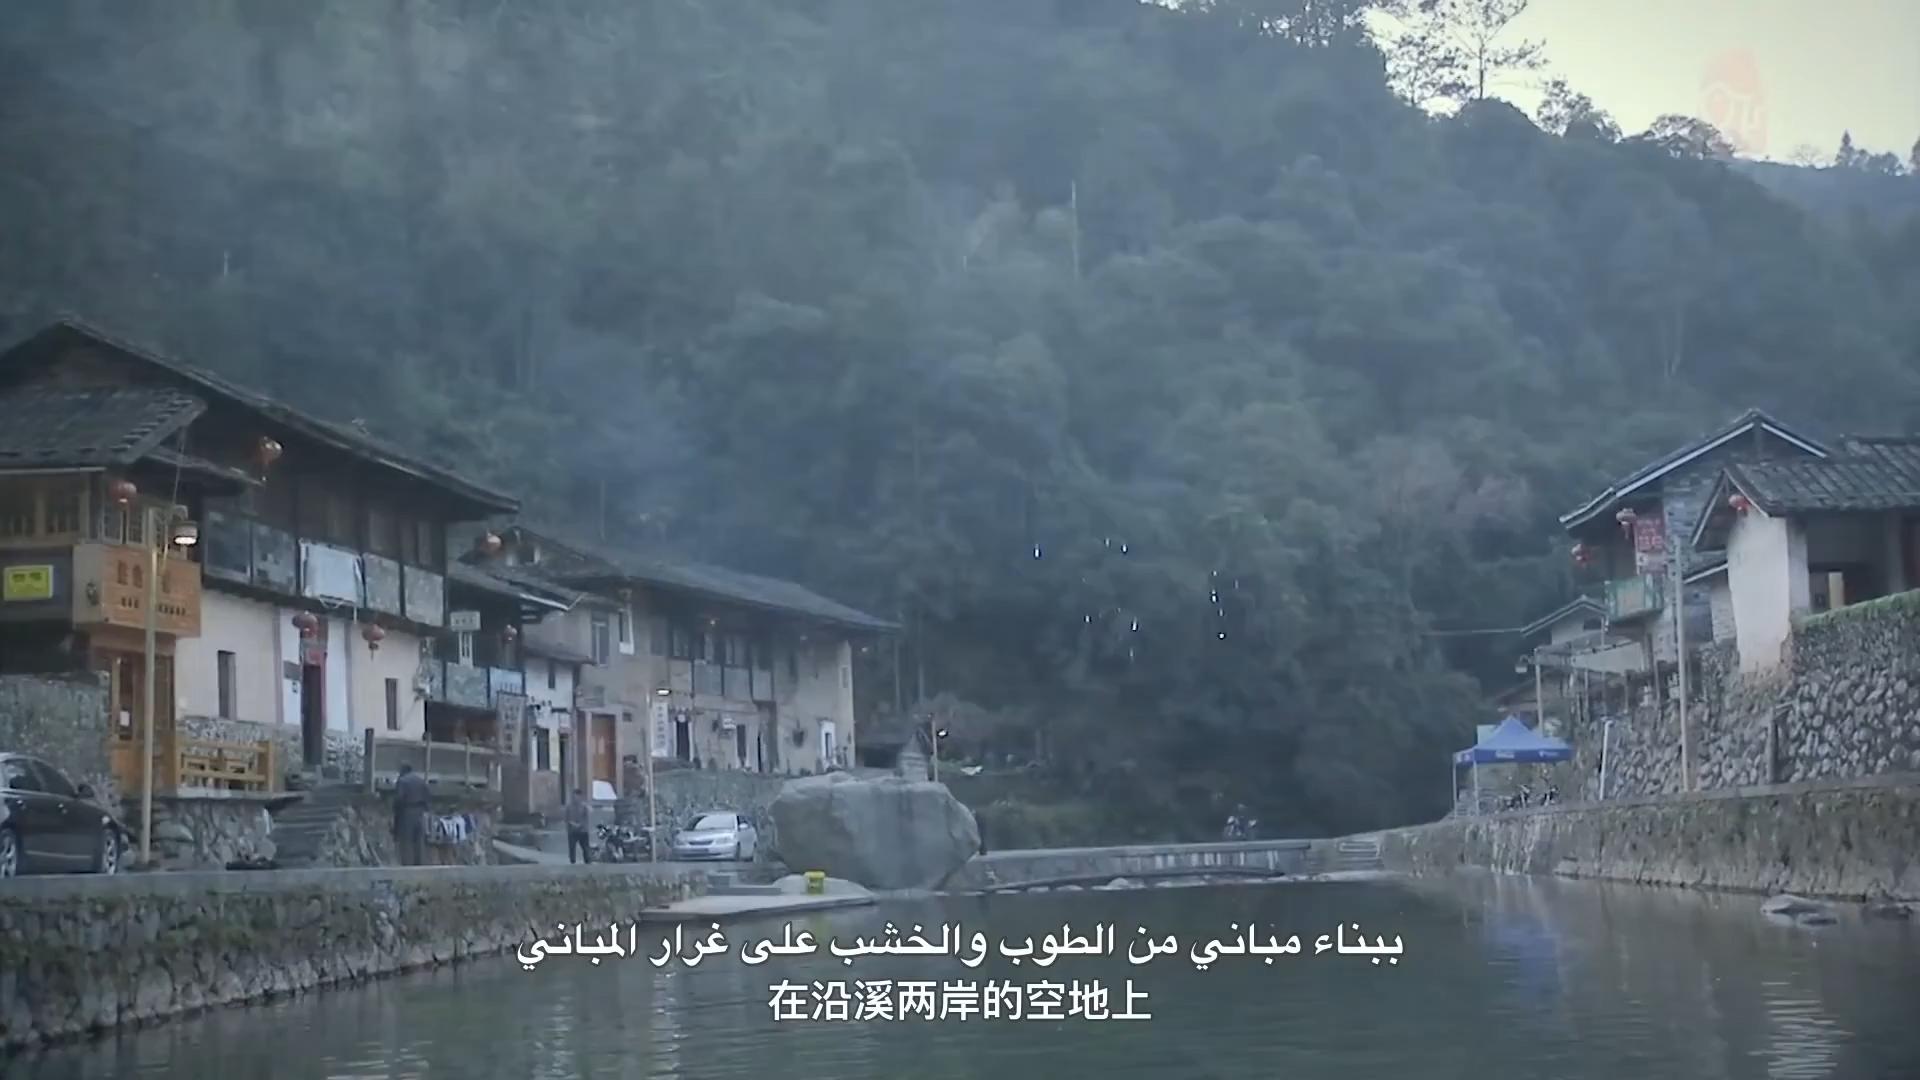 ببناء مباني من الطوب والخشب على غرار المباني
在沿溪两岸的空地上